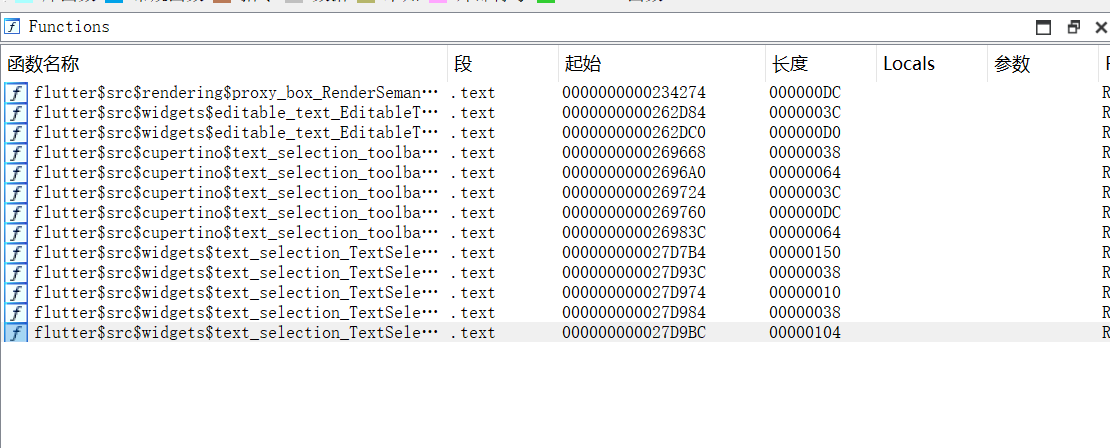 Functions
函数名称 段 起始 长度 Locals 参数
flutter$src$rendering$proxy_box_RenderSeman… .text 0000000000234274 000000DC
flutter$src$widgets$editable_text_EditableT… .text 0000000000262D84 0000003C
flutter$src$widgets$editable_text_EditableT… .text 0000000000262DC0 000000D0
flutter$src$cupertino$text_selection_toolba… .text 0000000000269668 00000038
flutter$src$cupertino$text_selection_toolba… .text 00000000002696A0 00000064
flutter$src$cupertino$text_selection_toolba… .text 0000000000269724 0000003C
flutter$src$cupertino$text_selection_toolba… .text 0000000000269760 000000DC
flutter$src$cupertino$text_selection_toolba… .text 000000000026983C 00000064
flutter$src$widgets$text_selection_TextSele… .text 000000000027D7B4 00000150
flutter$src$widgets$text_selection_TextSele… .text 000000000027D93C 00000038
flutter$src$widgets$text_selection_TextSele… .text 000000000027D974 00000010
flutter$src$widgets$text_selection_TextSele… .text 000000000027D984 00000038
flutter$src$widgets$text_selection_TextSele… .text 000000000027D9BC 00000104